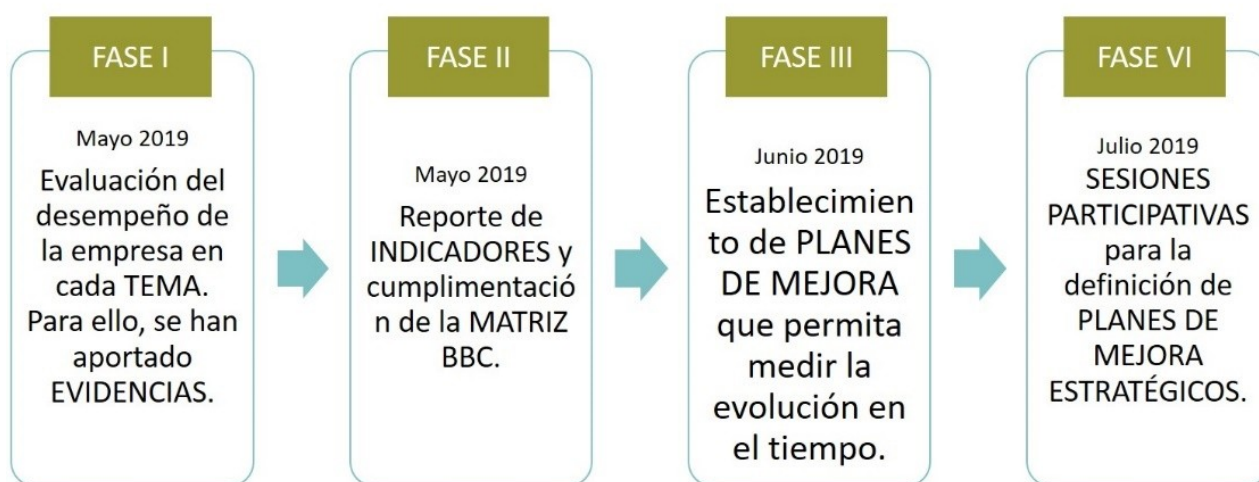 FASE I
Mayo 2019
Evaluación del
desempeño de
la empresa en
cada TEMA.
Para ello, se han
aportado
EVIDENCIAS.
FASE II
Mayo 2019
Reporte de
INDICADORES y
cumplimentació
n de la MATRIZ
BBC.
FASE III
Junio 2019
Establecimien
to de PLANES
DE MEJORA
que permita
medir la
evolución en
el tiempo.
FASE VI
Julio 2019
SESIONES
PARTICIPATIVAS
para la
definición de
PLANES DE
MEJORA
ESTRATÉGICOS.